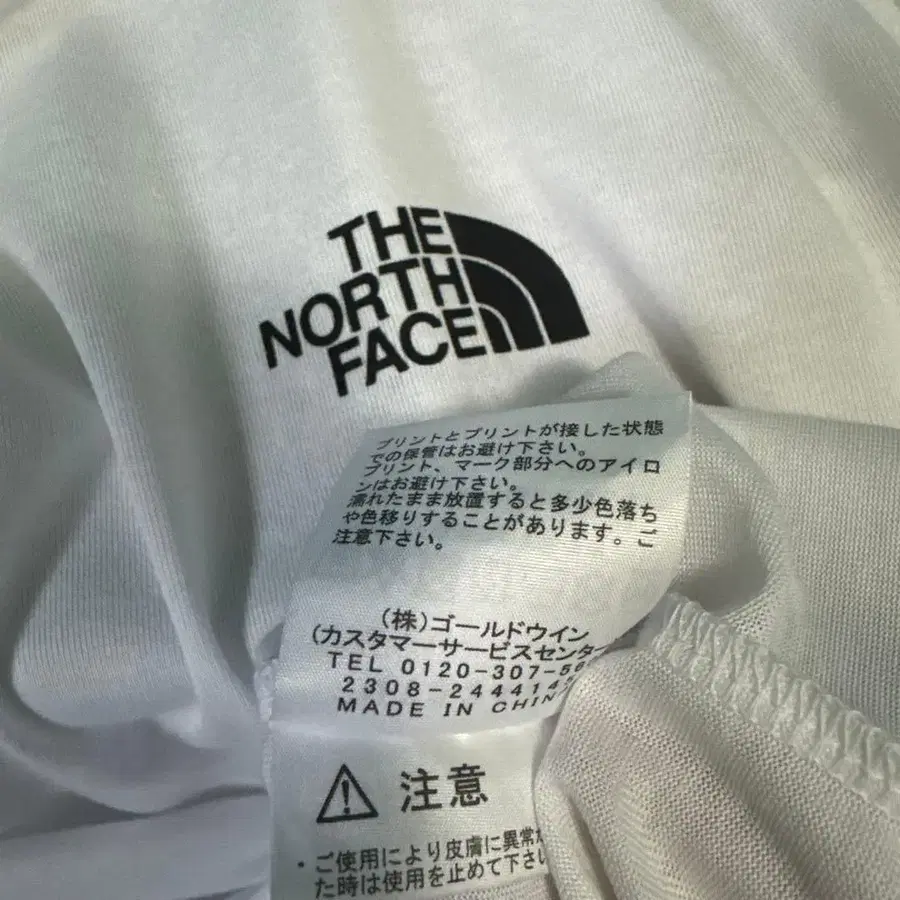 THE
NORTH
FACE
プリントとプリントが接した状態
での保管はお避け下さい。
プリント、マーク部分へのアイロ
ンはお避け下さい。
濡れたまま放置すると多少色落ち
や色移りすることがあります。ご
注意下さい。
(株)ゴールドウイン
(カスタマーサービスセンター
TEL 0120-307-56
2308-244414
MADE IN CHINA
注意
・ご使用により皮膚に異常が
た時は使用を止めて下さい